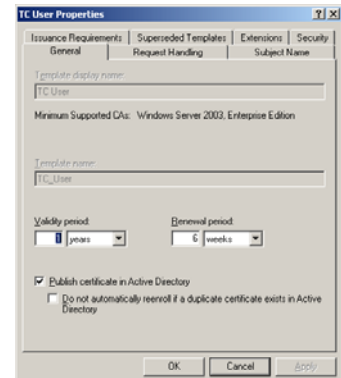 TC User Properties
Issuance Requirements Superseded Templates Extensions Security
General Request Handling Subject Name
Template display name:
TC User
Minimum Supported CAs: Windows Server 2003, Enterprise Edition
Template name:
TC_User
Validity period: Renewal period:
1 years 6 weeks
Publish certificate in Active Directory
Do not automatically reenroll if a duplicate certificate exists in Active
Directory
OK Cancel Apply